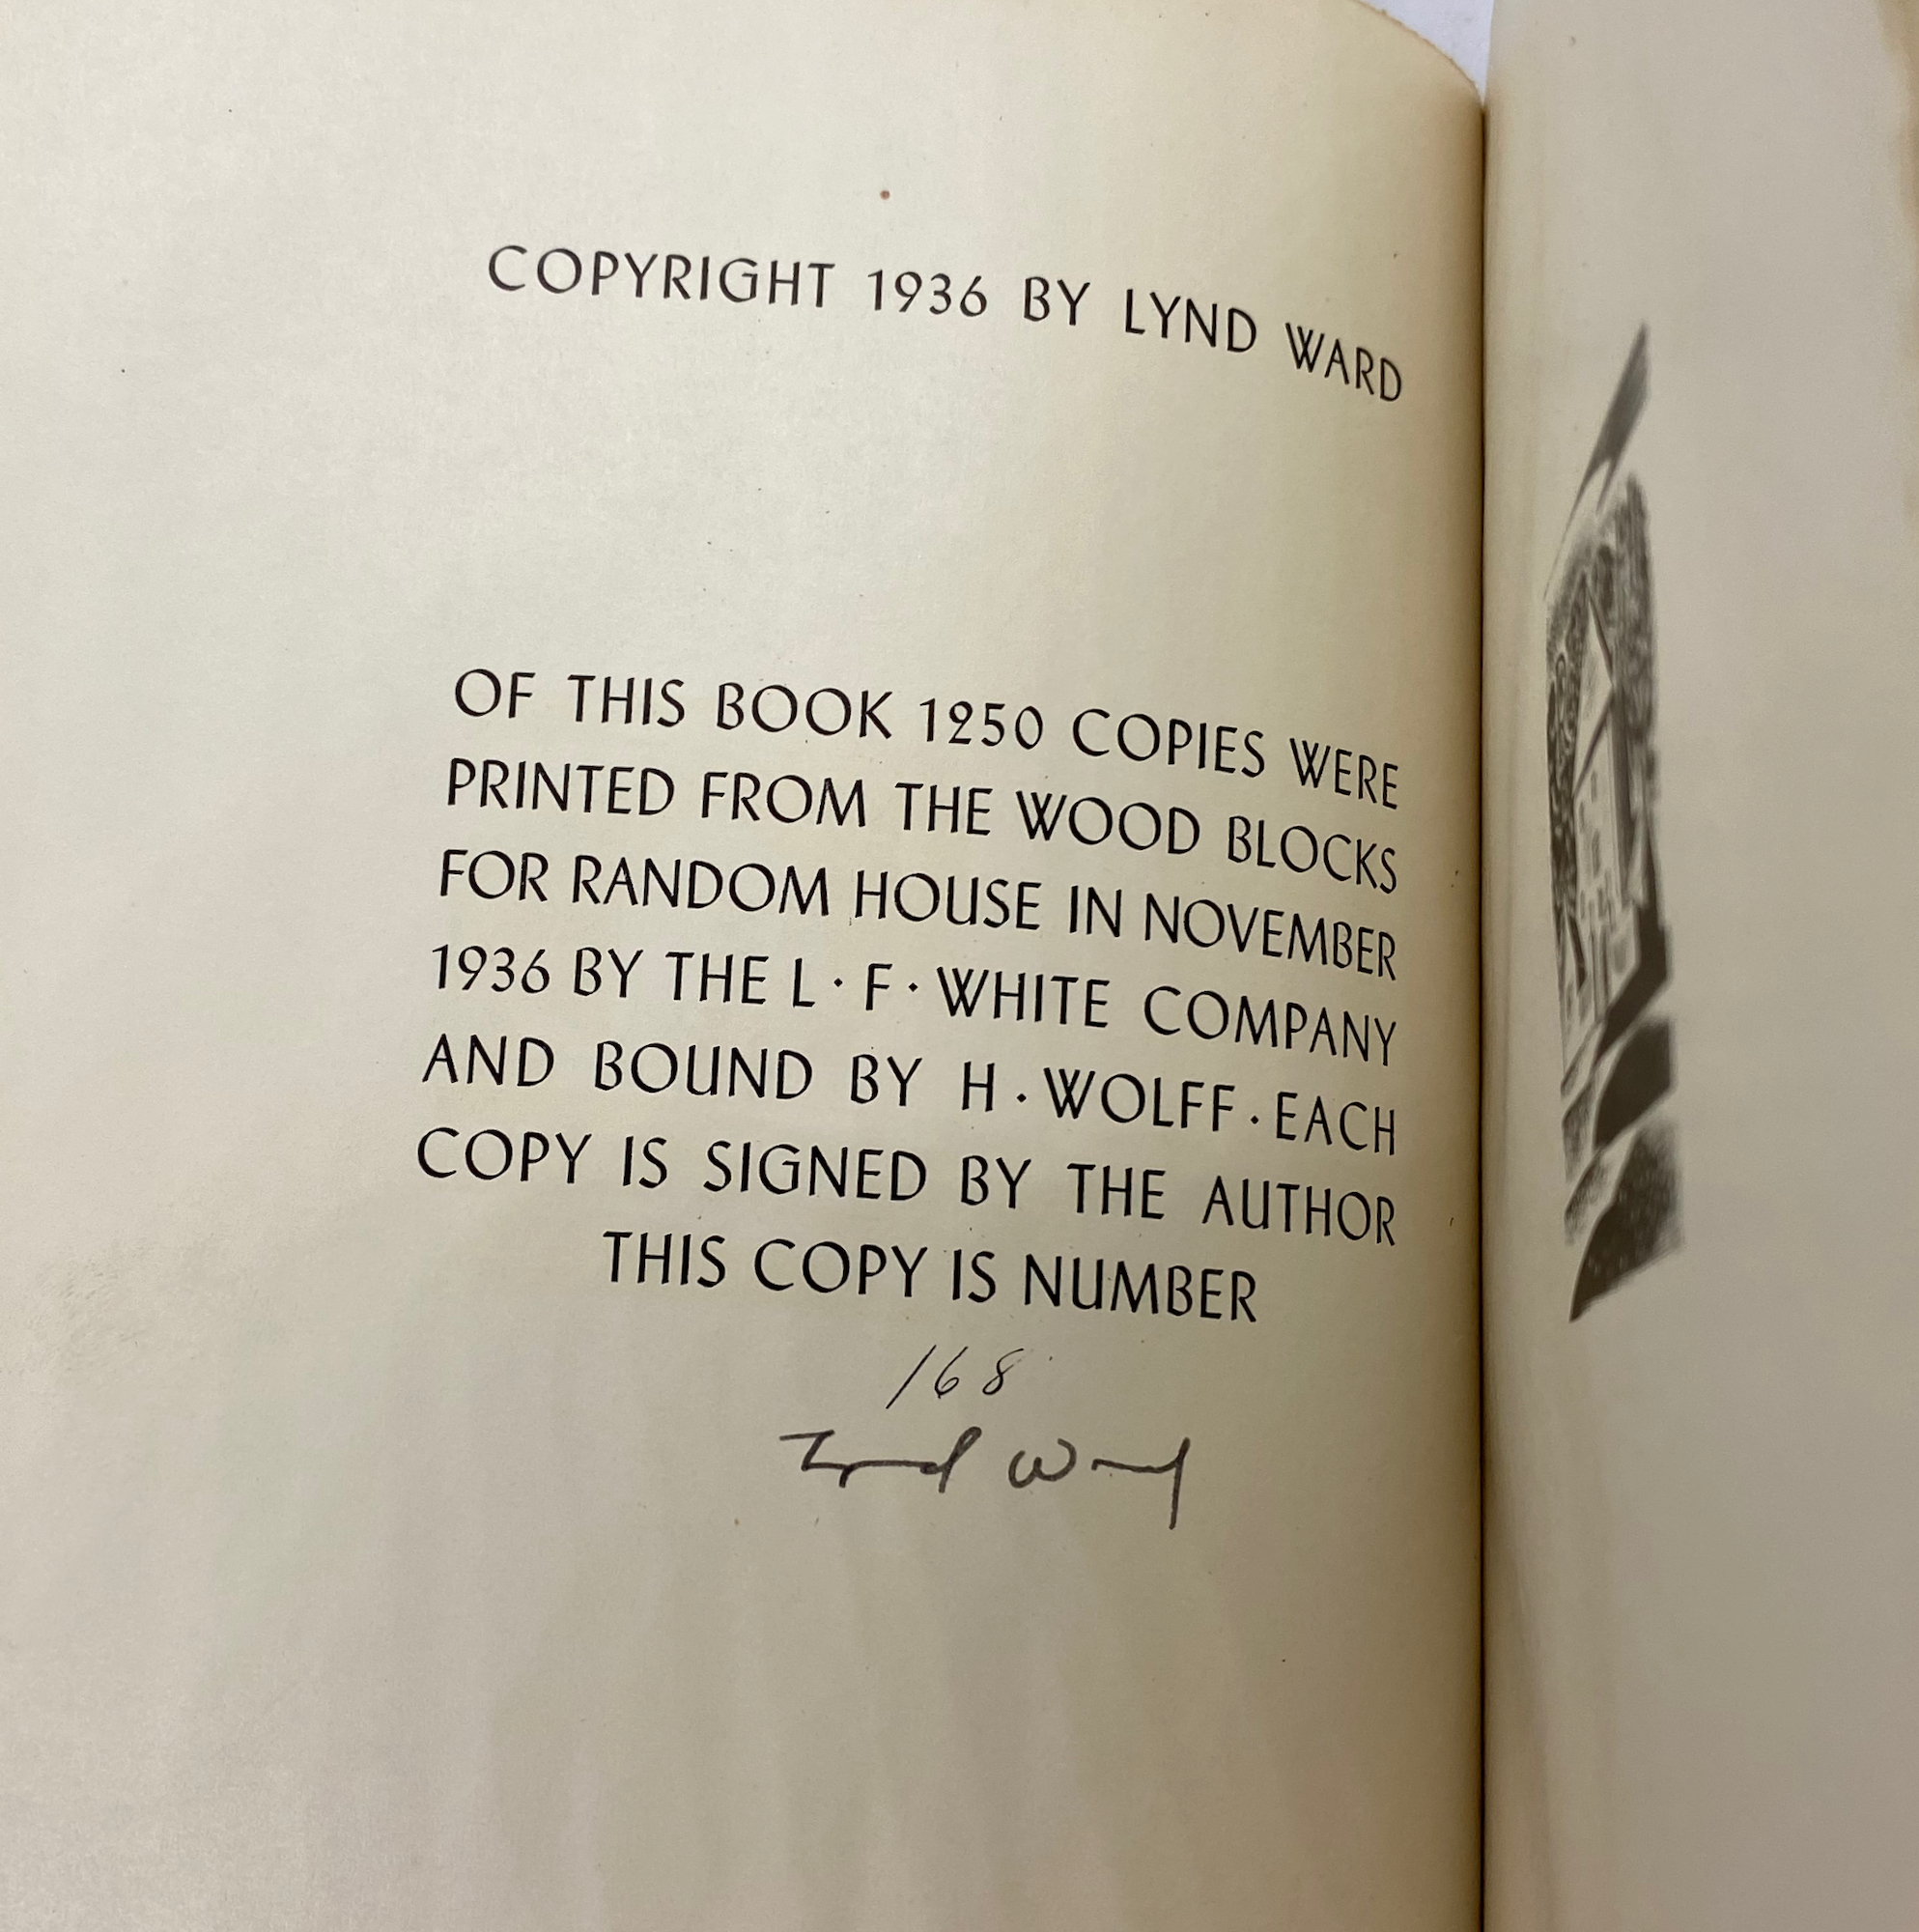 COPYRIGHT 1936 BY LYND WARD
OF THIS BOOK 1250 COPIES WERE
PRINTED FROM THE WOOD BLOCKS
FOR RANDOM HOUSE IN NOVEMBER
1936 BY THE L · F · WHITE COMPANY
AND BOUND BY H · WOLFF · EACH
COPY IS SIGNED BY THE AUTHOR
THIS COPY IS NUMBER
168
Lynd Ward